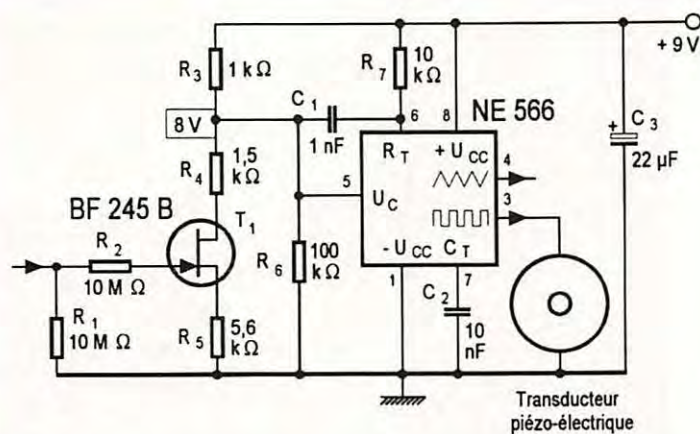 + 9 V
R3
1 kΩ
R7
10
kΩ
C1
NE 566
8 V
1 nF
6
8
C3
22 µF
+
RT
+ UCC
4
R4
1,5
kΩ
5
UC
3
BF 245 B
T1
R2
10 M Ω
R6
100
kΩ
- UCC
CT
1
7
C2
10
nF
R1
10 M Ω
R5
5,6
kΩ
Transducteur
piézo-électrique